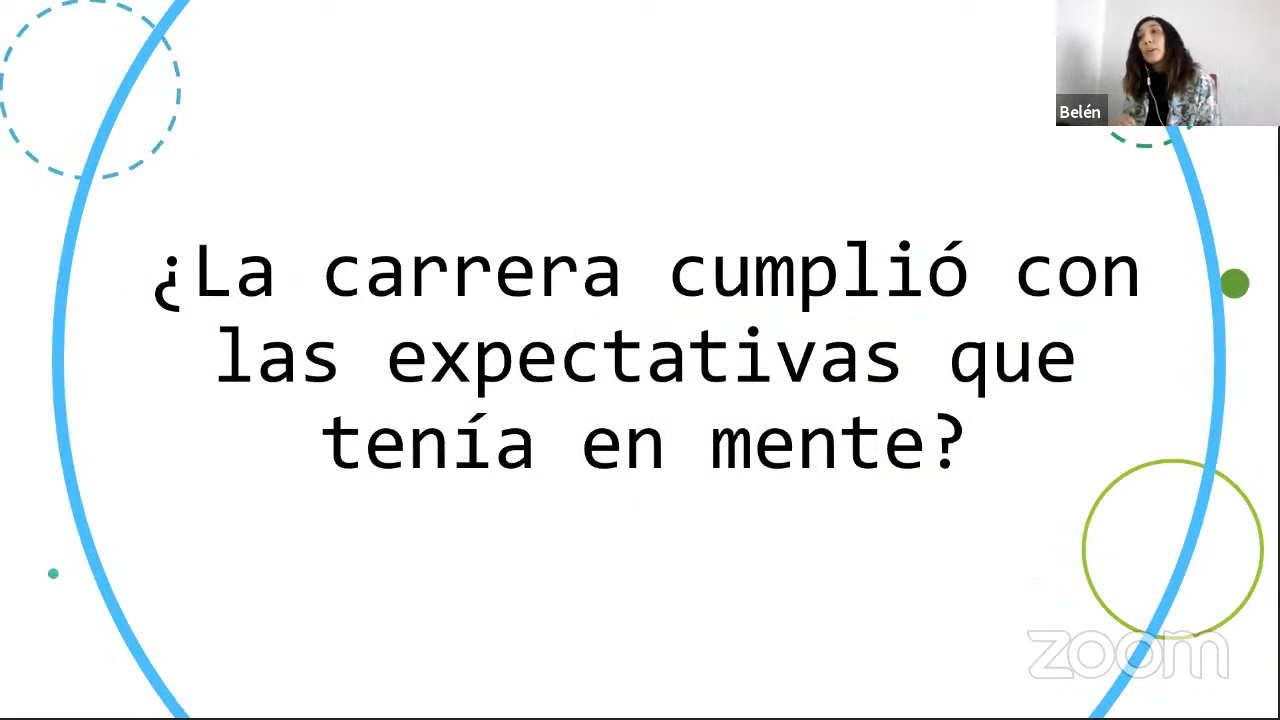 Belén
¿La carrera cumplió con
las expectativas que
tenía en mente?
zoom